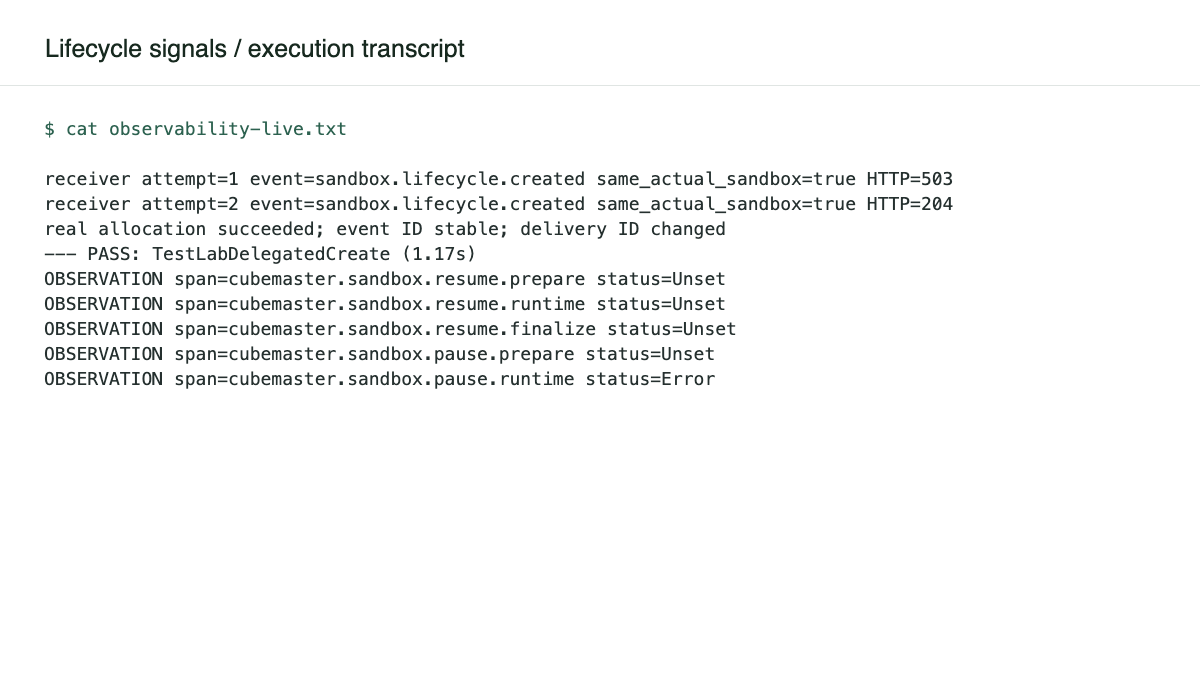 Lifecycle signals / execution transcript
$ cat observability-live.txt
receiver attempt=1 event=sandbox.lifecycle.created same_actual_sandbox=true HTTP=503
receiver attempt=2 event=sandbox.lifecycle.created same_actual_sandbox=true HTTP=204
real allocation succeeded; event ID stable; delivery ID changed
--- PASS: TestLabDelegatedCreate (1.17s)
OBSERVATION span=cubemaster.sandbox.resume.prepare status=Unset
OBSERVATION span=cubemaster.sandbox.resume.runtime status=Unset
OBSERVATION span=cubemaster.sandbox.resume.finalize status=Unset
OBSERVATION span=cubemaster.sandbox.pause.prepare status=Unset
OBSERVATION span=cubemaster.sandbox.pause.runtime status=Error